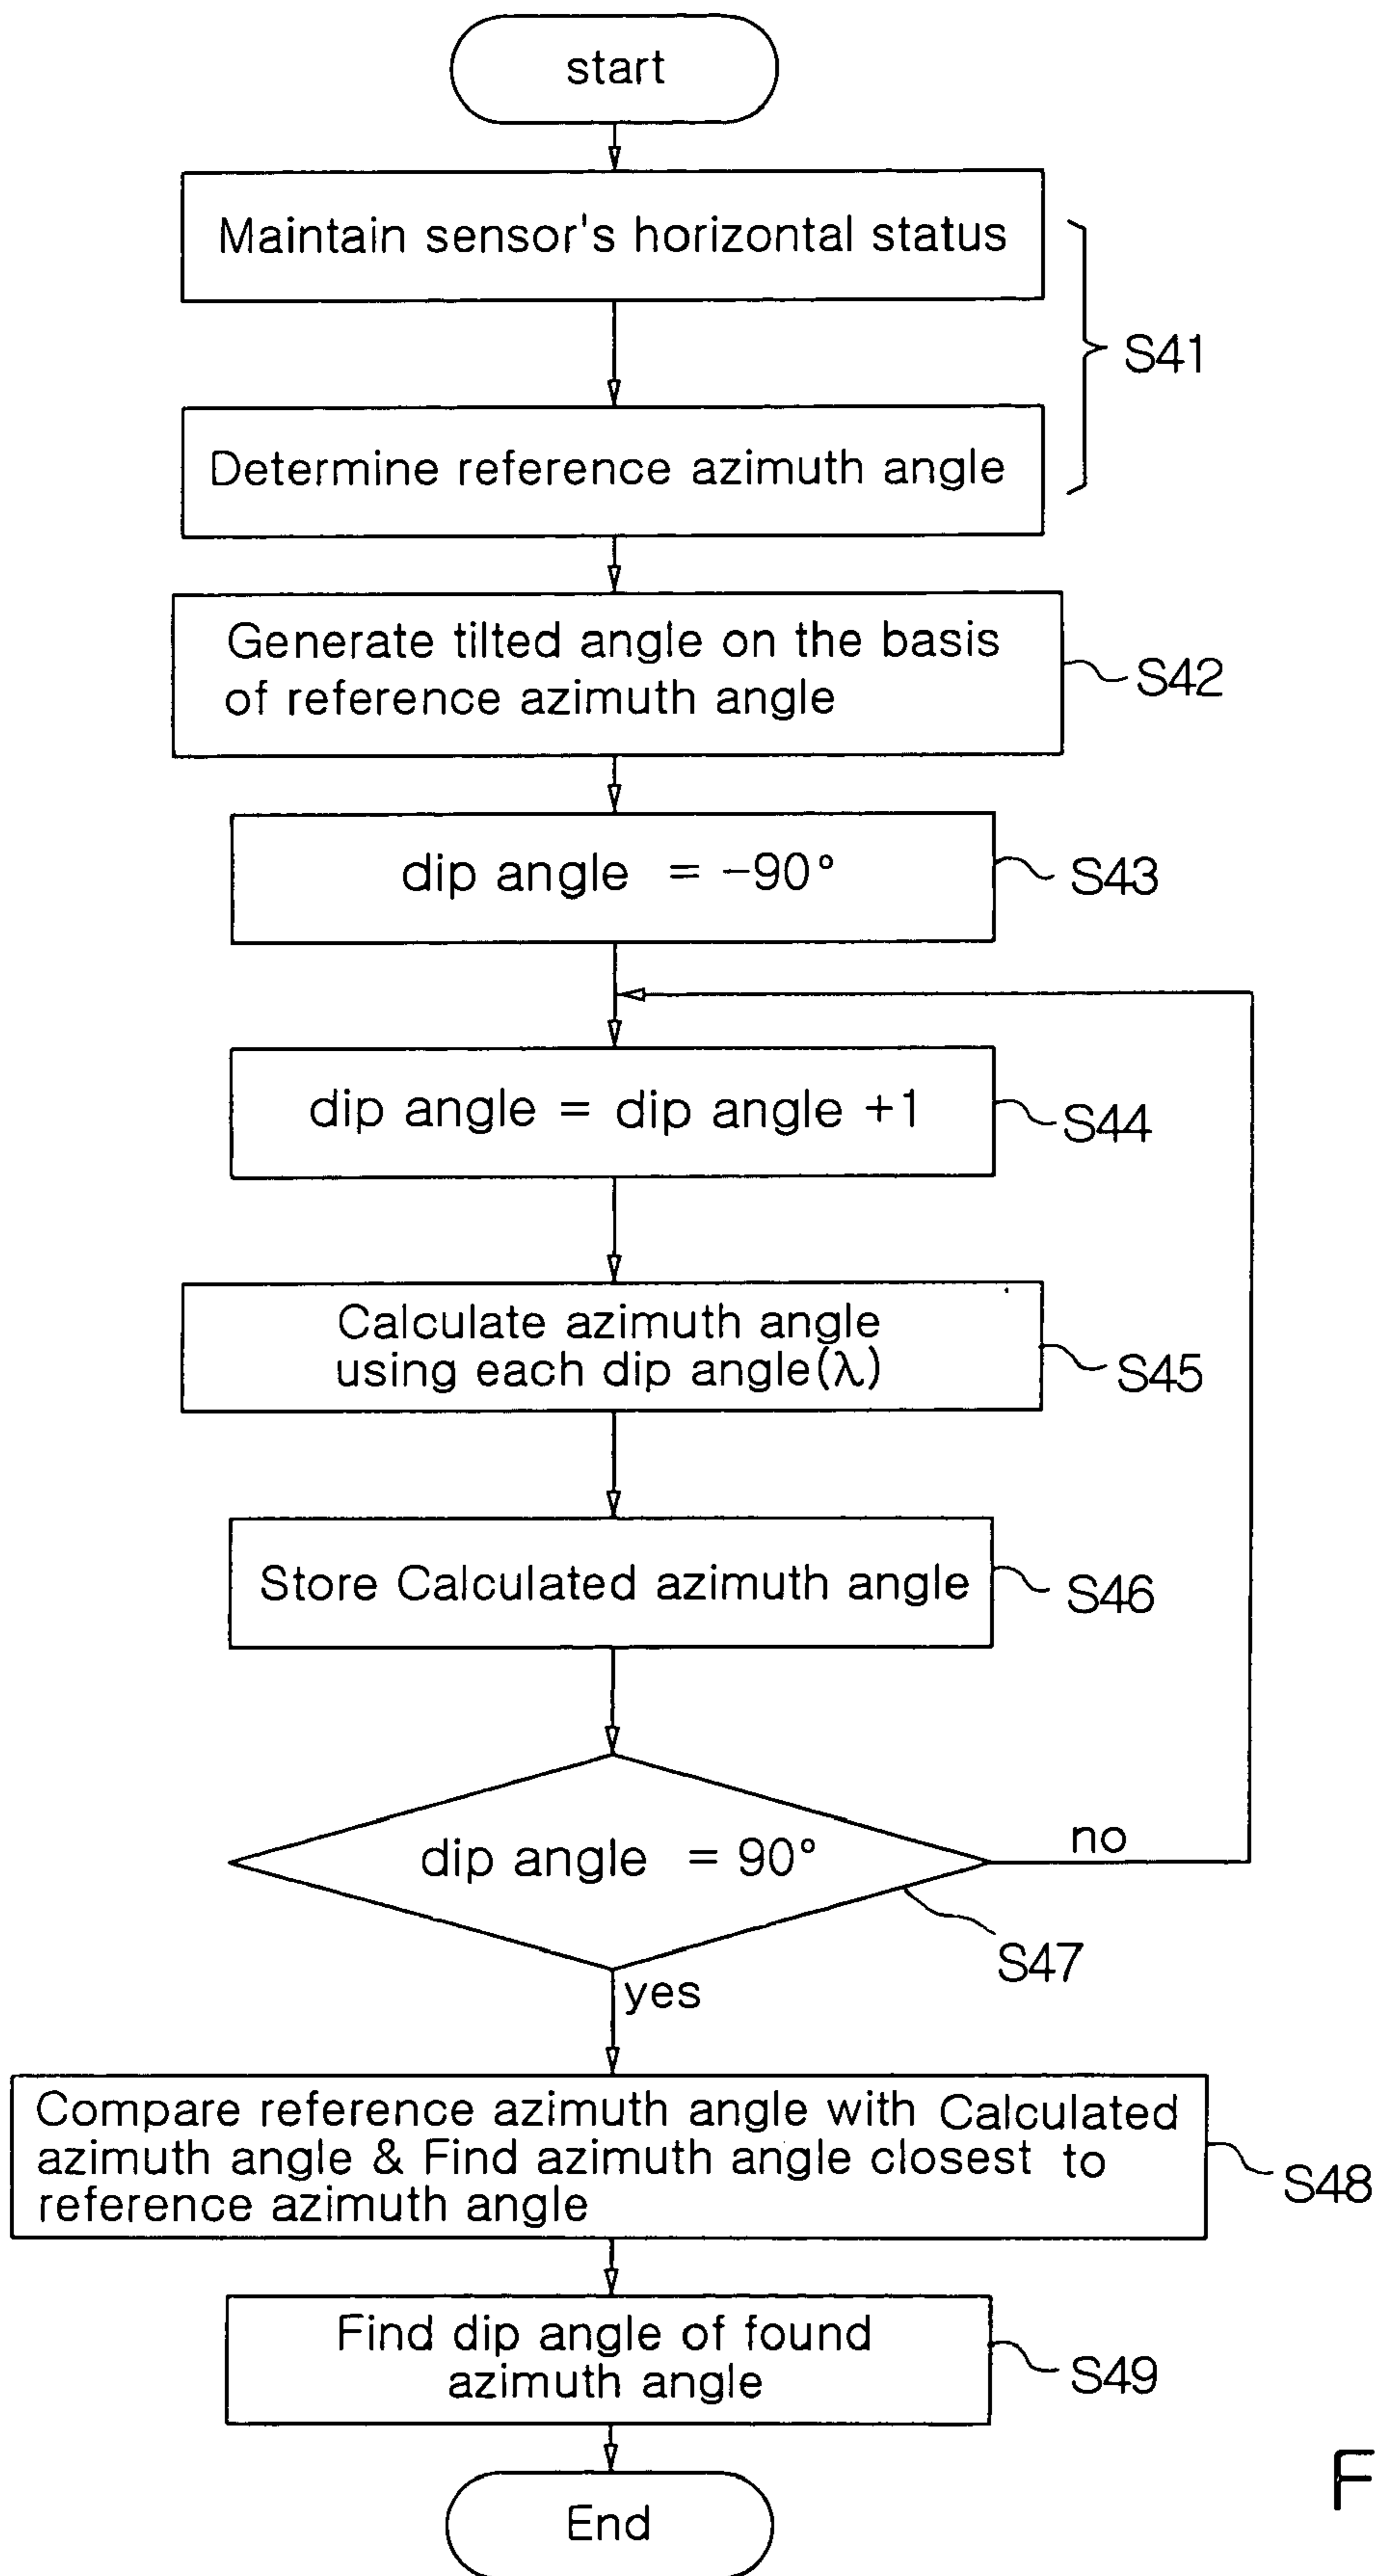 start
Maintain sensor's horizontal status
S41
Determine reference azimuth angle
Generate tilted angle on the basis
of reference azimuth angle
S42
dip angle = -90°
S43
dip angle = dip angle +1
S44
Calculate azimuth angle
using each dip angle(λ)
S45
Store Calculated azimuth angle
S46
dip angle = 90°
no
S47
yes
Compare reference azimuth angle with Calculated
azimuth angle & Find azimuth angle closest to
reference azimuth angle
S48
Find dip angle of found
azimuth angle
S49
End
F